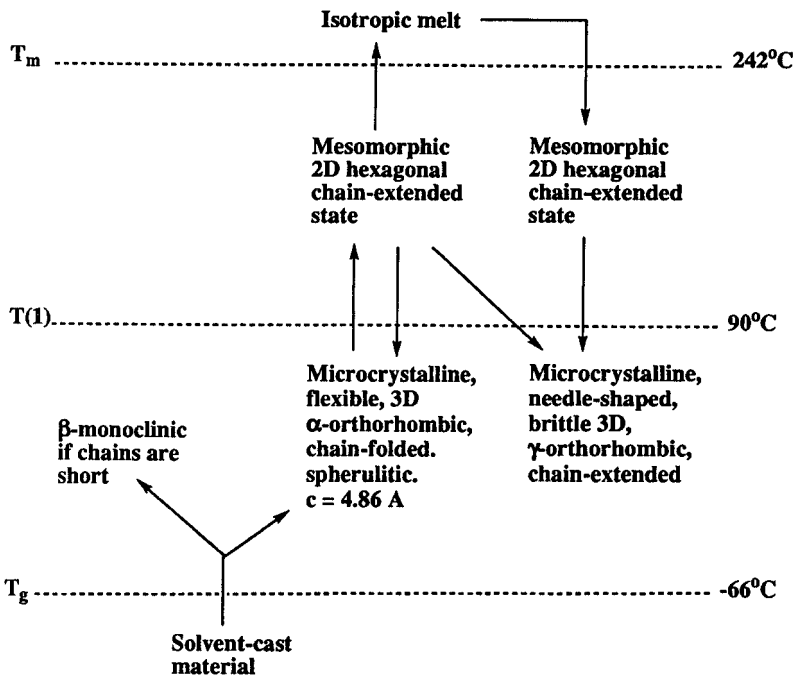 Isotropic melt
Tm
242°C
Mesomorphic
2D hexagonal
chain-extended
state
Mesomorphic
2D hexagonal
chain-extended
state
T(1)
90°C
Microcrystalline,
flexible, 3D
α-orthorhombic,
chain-folded.
spherulitic.
c = 4.86 A
Microcrystalline,
needle-shaped,
brittle 3D,
γ-orthorhombic,
chain-extended
β-monoclinic
if chains are
short
Tg
-66°C
Solvent-cast
material